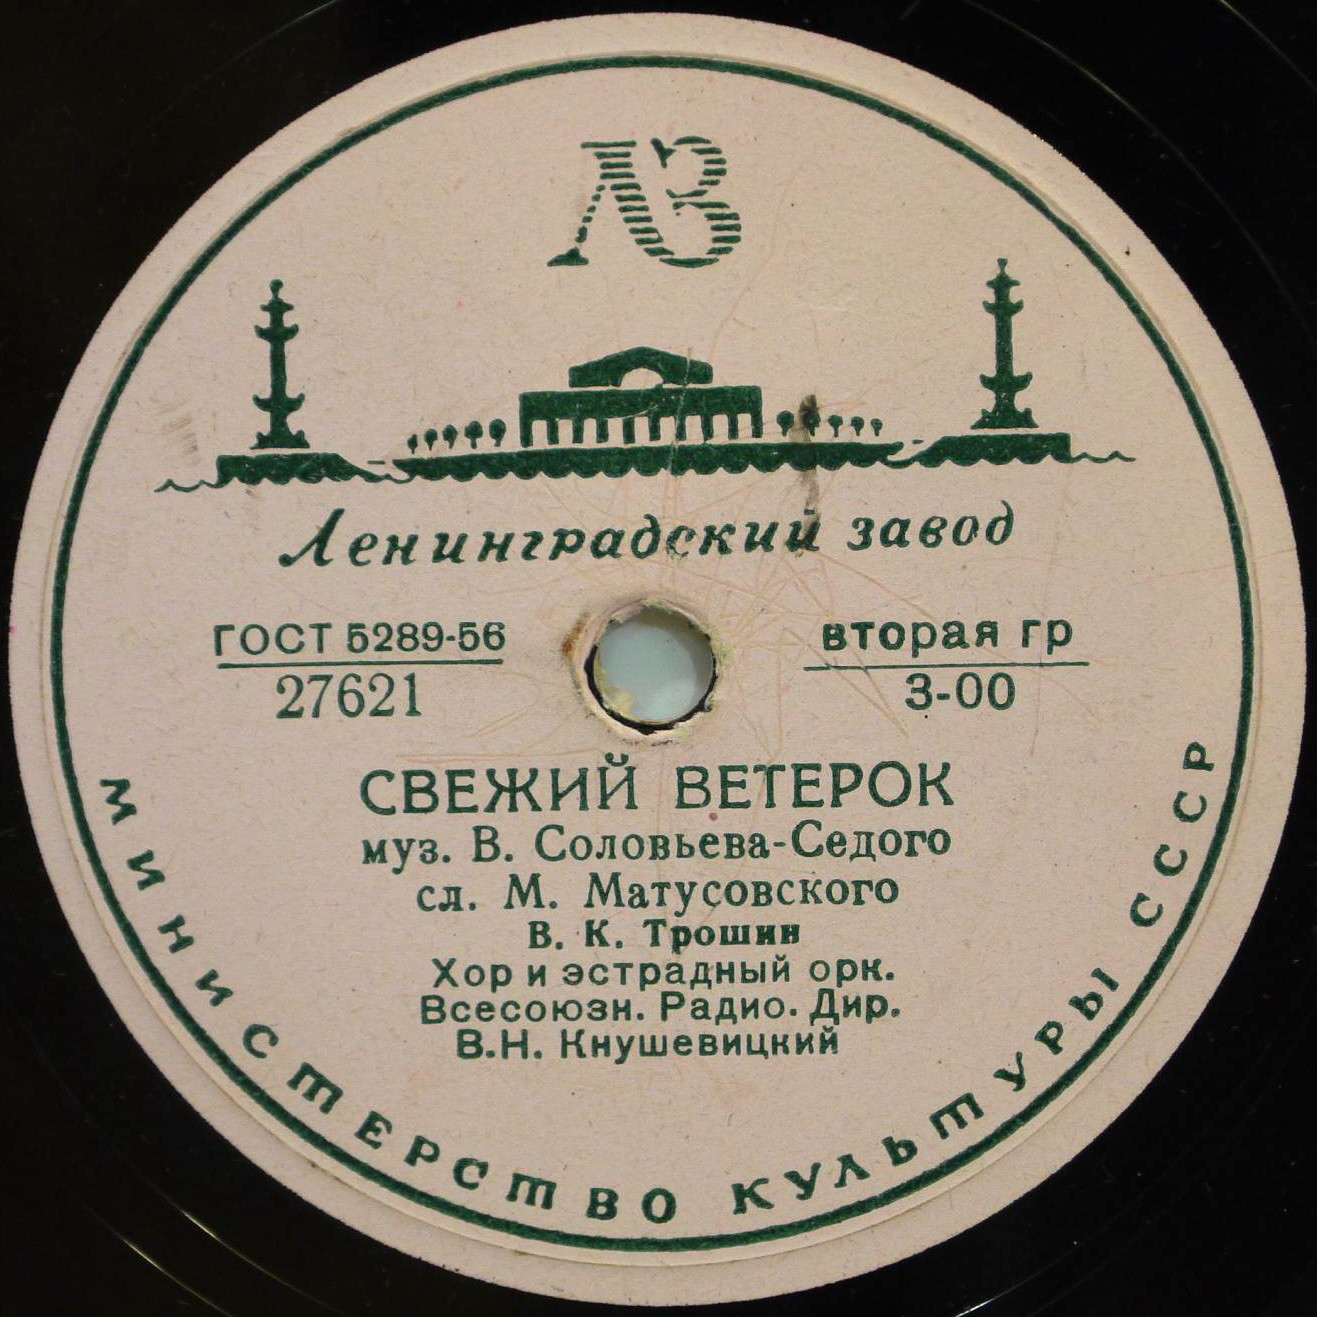 ЛЗ
Ленинградский завод
ГОСТ 5289-56
27621
вторая гр
3-00
СВЕЖИЙ ВЕТЕРОК
муз. В. Соловьева-Седого
сл. М. Матусовского
В. К. Трошин
Хор и эстрадный орк.
Всесоюзн. Радио. Дир.
В.Н. Кнушевицкий
МИНИСТЕРСТВО КУЛЬТУРЫ СССР